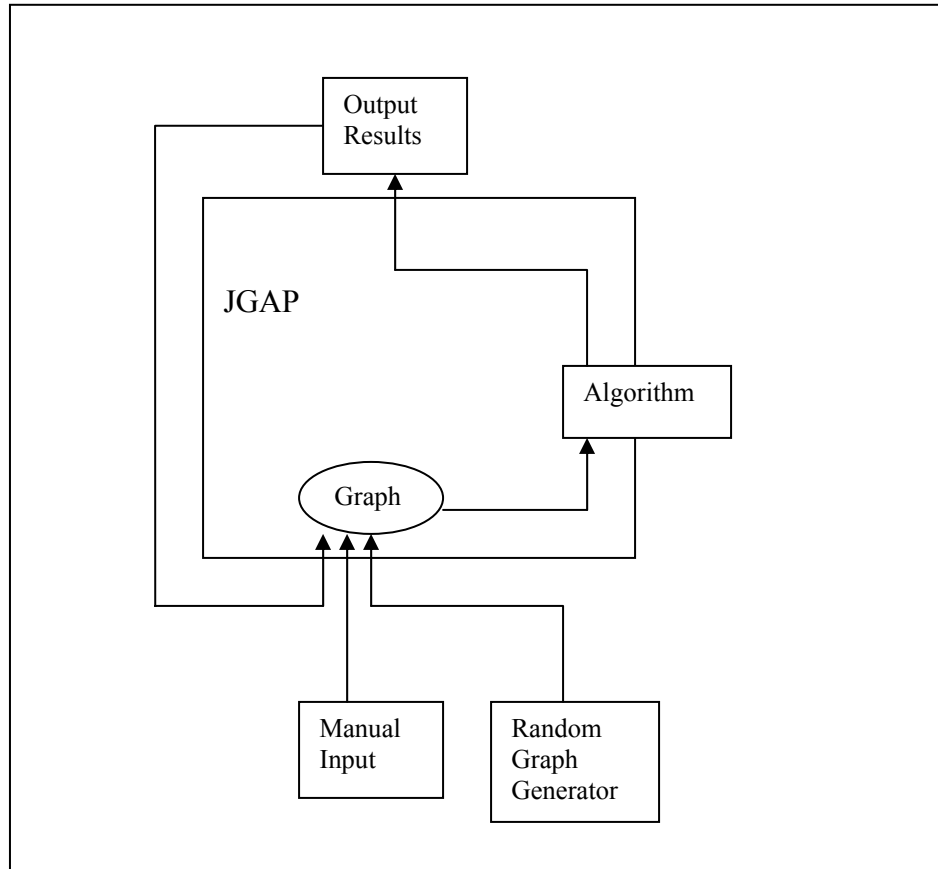 Output
Results
JGAP
Algorithm
Graph
Manual
Input
Random
Graph
Generator